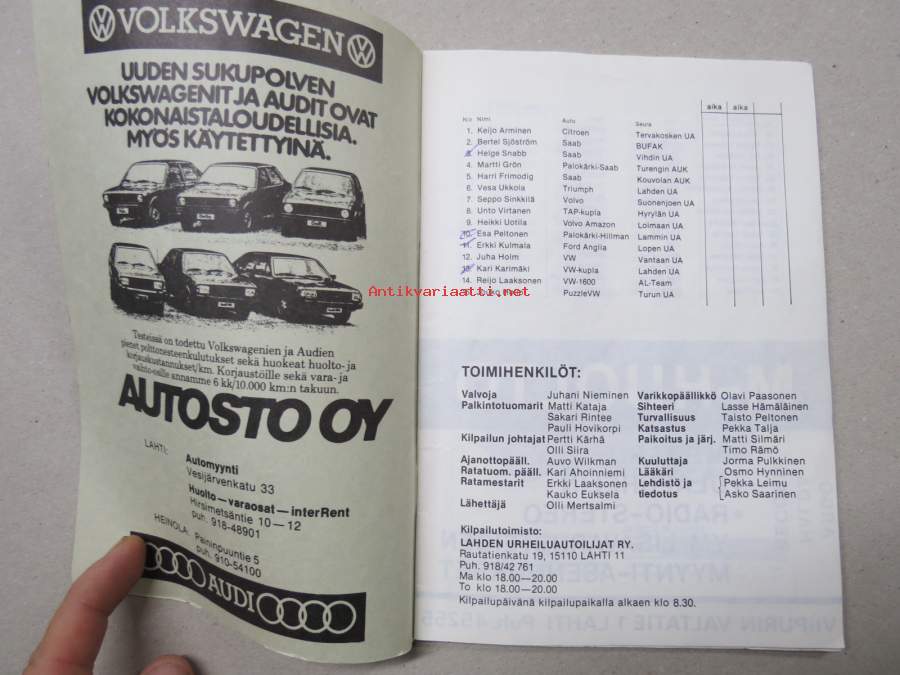 VOLKSWAGEN
UUDEN SUKUPOLVEN
VOLKSWAGENIT JA AUDIT OVAT
KOKONAISTALOUDELLISIA.
MYÖS KÄYTETTYINÄ.
Testeissä on todettu Volkswagenien ja Audien
pienet polttonesteenkulutukset sekä huokeat huolto- ja
korjauskustannukset/km. Korjaustöille sekä vara- ja
vaihto-osille annamme 6 kk/10.000 km:n takuun.
AUTOSTO OY
LAHTI:
Automyynti
Vesijärvenkatu 33
Huolto—varaosat—interRent
Hirsimetsäntie 10—12
puh. 918-48901
HEINOLA:
Paininpuuntie 5
puh. 910-54100
AUDI
aika aika
N:o Nimi Auto Seura
1. Keijo Arminen Citroen Tervakosken UA
2. Bertel Sjöström Saab BUFAK
3. Helge Snabb Saab Vihdin UA
4. Martti Grön Palokärki-Saab Turengin AUK
5. Harri Frimodig Saab Kouvolan AUK
6. Vesa Ukkola Triumph Lahden UA
7. Seppo Sinkkilä Volvo Suonenjoen UA
8. Unto Virtanen TAP-kupla Hyrylän UA
9. Heikki Uotila Volvo Amazon Loimaan UA
10. Esa Peltonen Palokärki-Hillman Lammin UA
11. Erkki Kulmala Ford Anglia Lopen UA
12. Juha Holm VW Vantaan UA
13. Kari Karimäki VW-kupla Lahden UA
14. Reijo Laaksonen VW-1600 AL-Team
PuzzleVW Turun UA
Antikvariaatti.net
TOIMIHENKILÖT:
Valvoja Juhani Nieminen Varikkopäällikkö Olavi Paasonen
Palkintotuomarit Matti Kataja Sihteeri Lasse Hämäläinen
Sakari Rintee Turvallisuus Taisto Peltonen
Pauli Hovikorpi Katsastus Pekka Talja
Kilpailun johtajat Pertti Kärhä Paikoitus ja järj. Matti Silmäri
Olli Siira Timo Rämö
Ajanottopääll. Auvo Wilkman Kuuluttaja Jorma Pulkkinen
Ratatuom. pääll. Kari Ahoinniemi Lääkäri Osmo Hynninen
Ratamestarit Erkki Laaksonen Lehdistö ja Pekka Leimu
Kauko Euksela tiedotus Asko Saarinen
Lähettäjä Olli Mertsalmi
Kilpailutoimisto:
LAHDEN URHEILUAUTOILIJAT RY.
Rautatienkatu 19, 15110 LAHTI 11
Puh. 918/42 761
Ma klo 18.00—20.00
To klo 18.00—20.00
Kilpailupäivänä kilpailupaikalla alkaen klo 8.30.